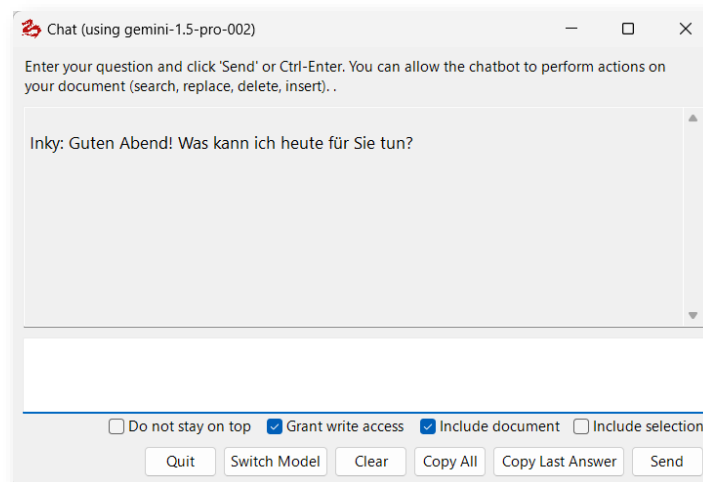 Chat (using gemini-1.5-pro-002)
Enter your question and click 'Send' or Ctrl-Enter. You can allow the chatbot to perform actions on
your document (search, replace, delete, insert). .
Inky: Guten Abend! Was kann ich heute für Sie tun?
Do not stay on top Grant write access Include document Include selection
Quit Switch Model Clear Copy All Copy Last Answer Send